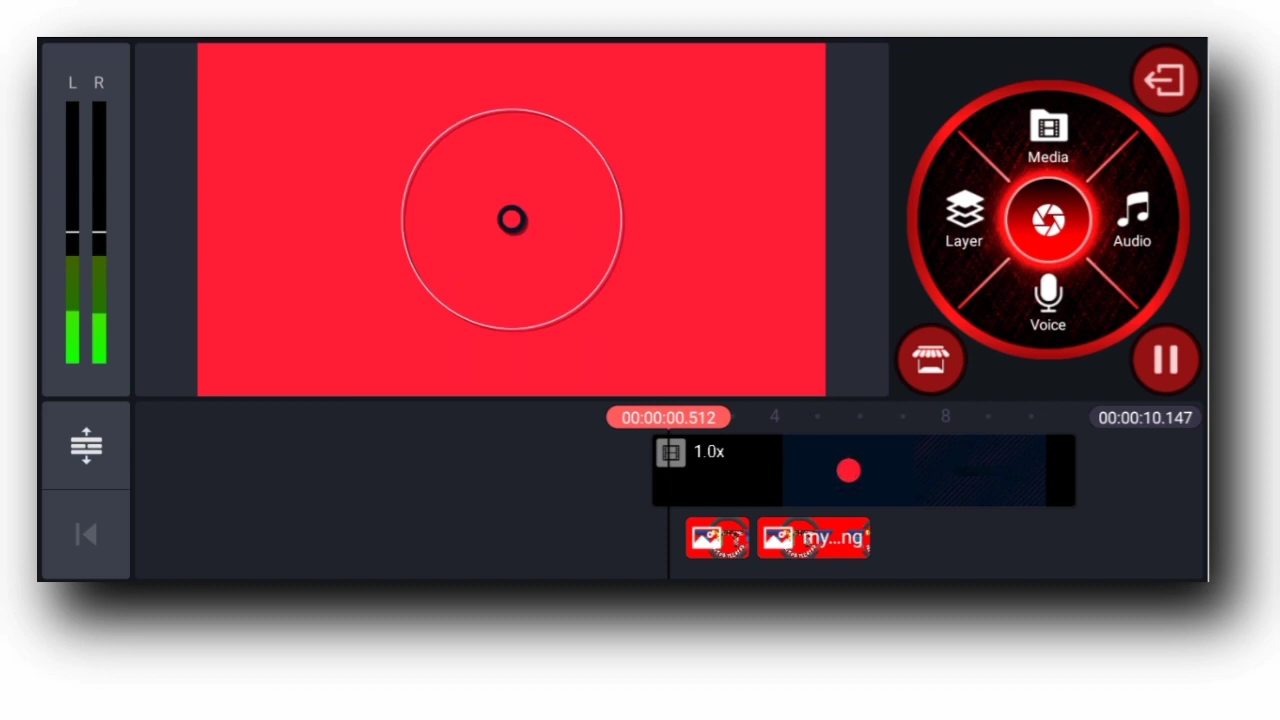 L R
Media
Layer
Audio
Voice
00:00:00.512
4
8
00:00:10.147
1.0x
my...ng